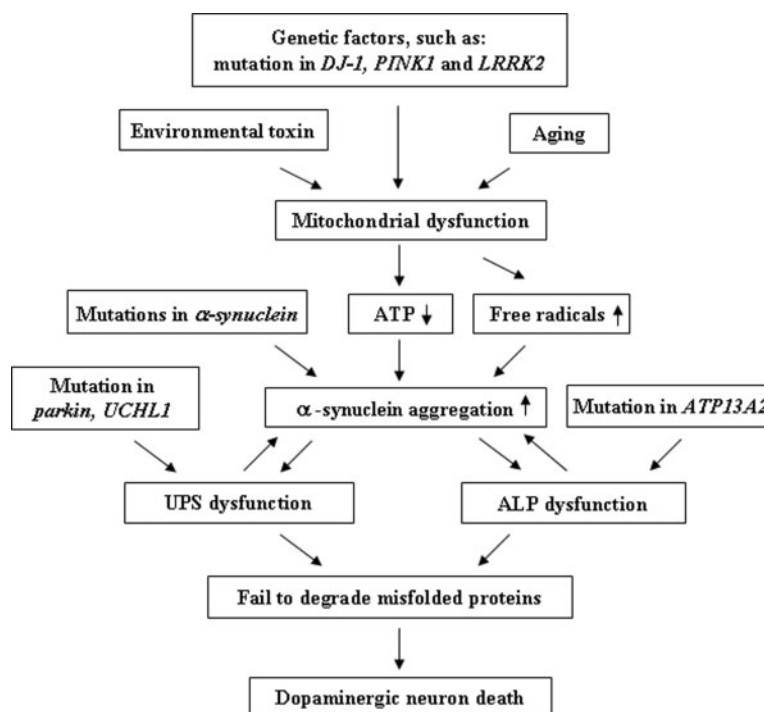 Genetic factors, such as:
mutation in DJ-1, PINK1 and LRRK2
Environmental toxin
Aging
Mitochondrial dysfunction
Mutations in α-synuclein
ATP ↓
Free radicals ↑
Mutation in
parkin, UCHL1
α-synuclein aggregation ↑
Mutation in ATP13A2
UPS dysfunction
ALP dysfunction
Fail to degrade misfolded proteins
Dopaminergic neuron death